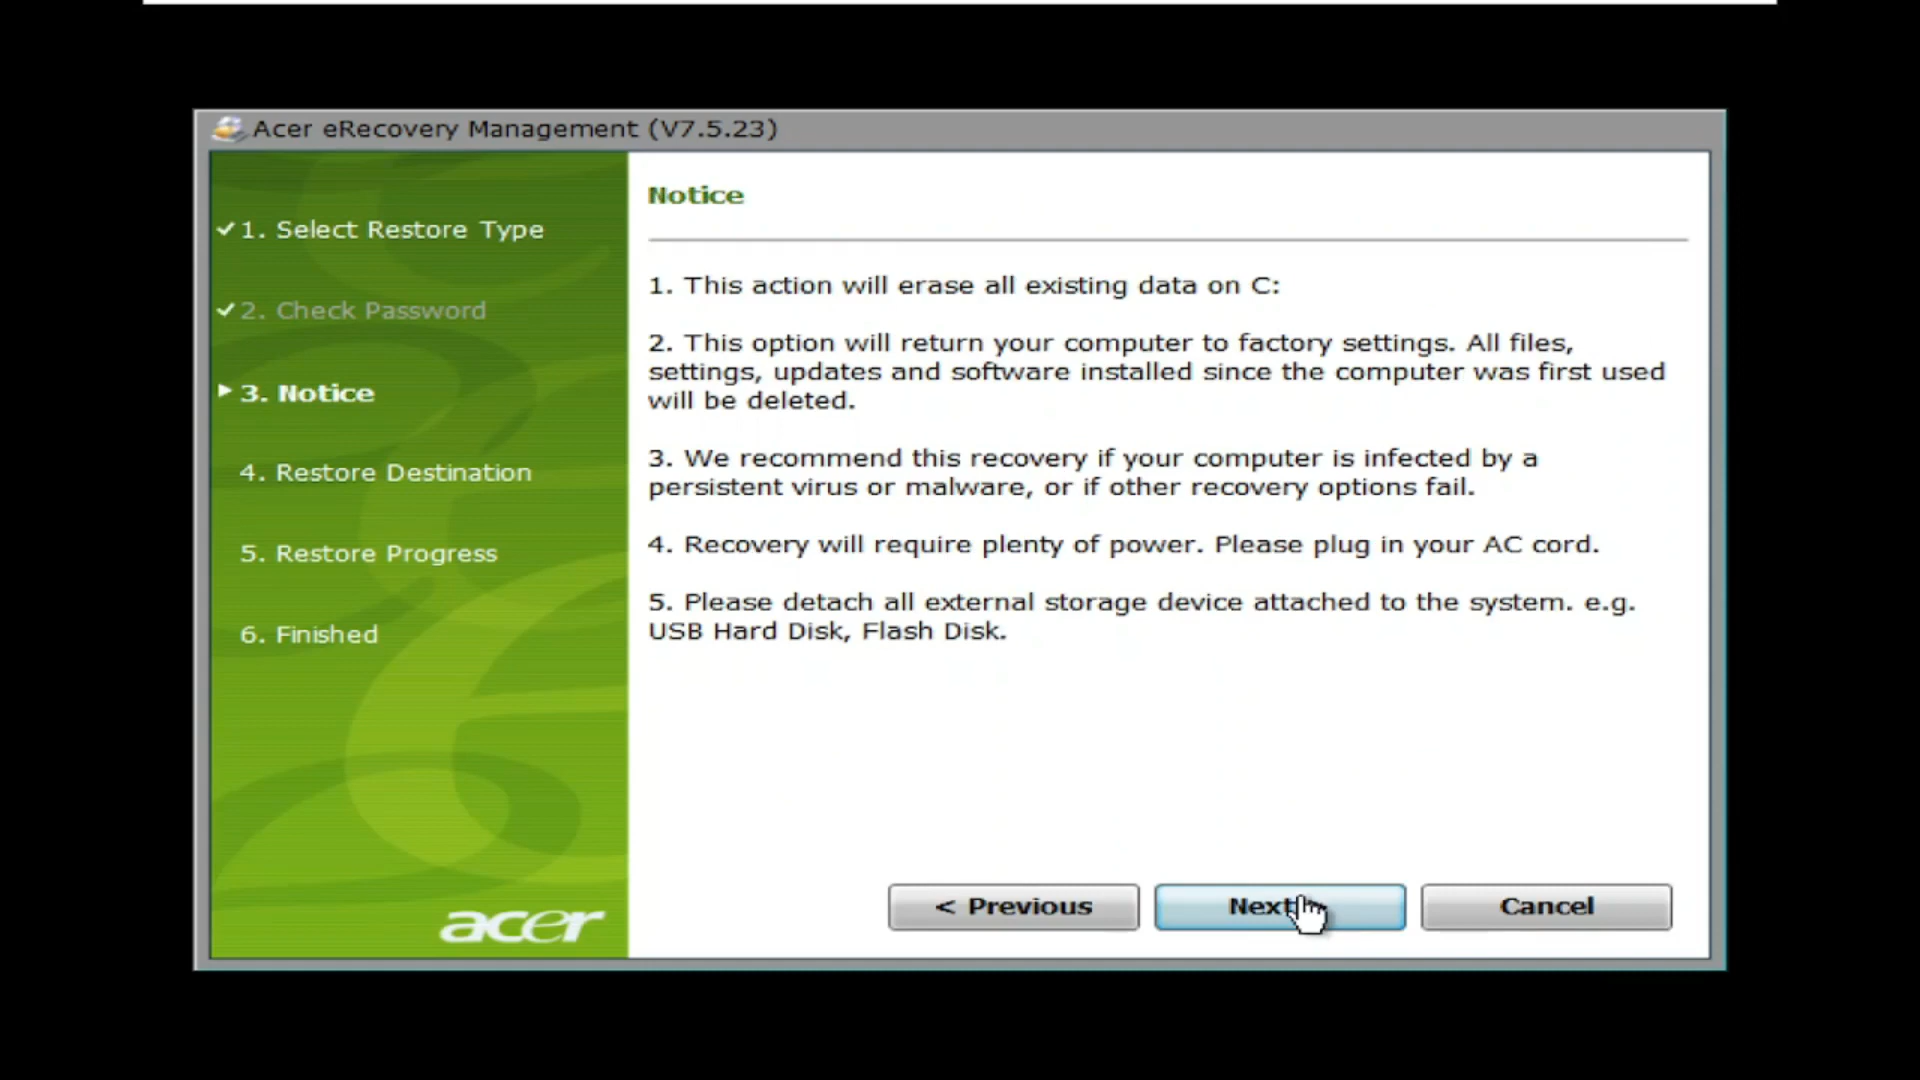 Acer eRecovery Management (V7.5.23)
1. Select Restore Type
2. Check Password
3. Notice
4. Restore Destination
5. Restore Progress
6. Finished
acer
Notice
1. This action will erase all existing data on C:
2. This option will return your computer to factory settings. All files,
settings, updates and software installed since the computer was first used
will be deleted.
3. We recommend this recovery if your computer is infected by a
persistent virus or malware, or if other recovery options fail.
4. Recovery will require plenty of power. Please plug in your AC cord.
5. Please detach all external storage device attached to the system. e.g.
USB Hard Disk, Flash Disk.
< Previous
Next
Cancel